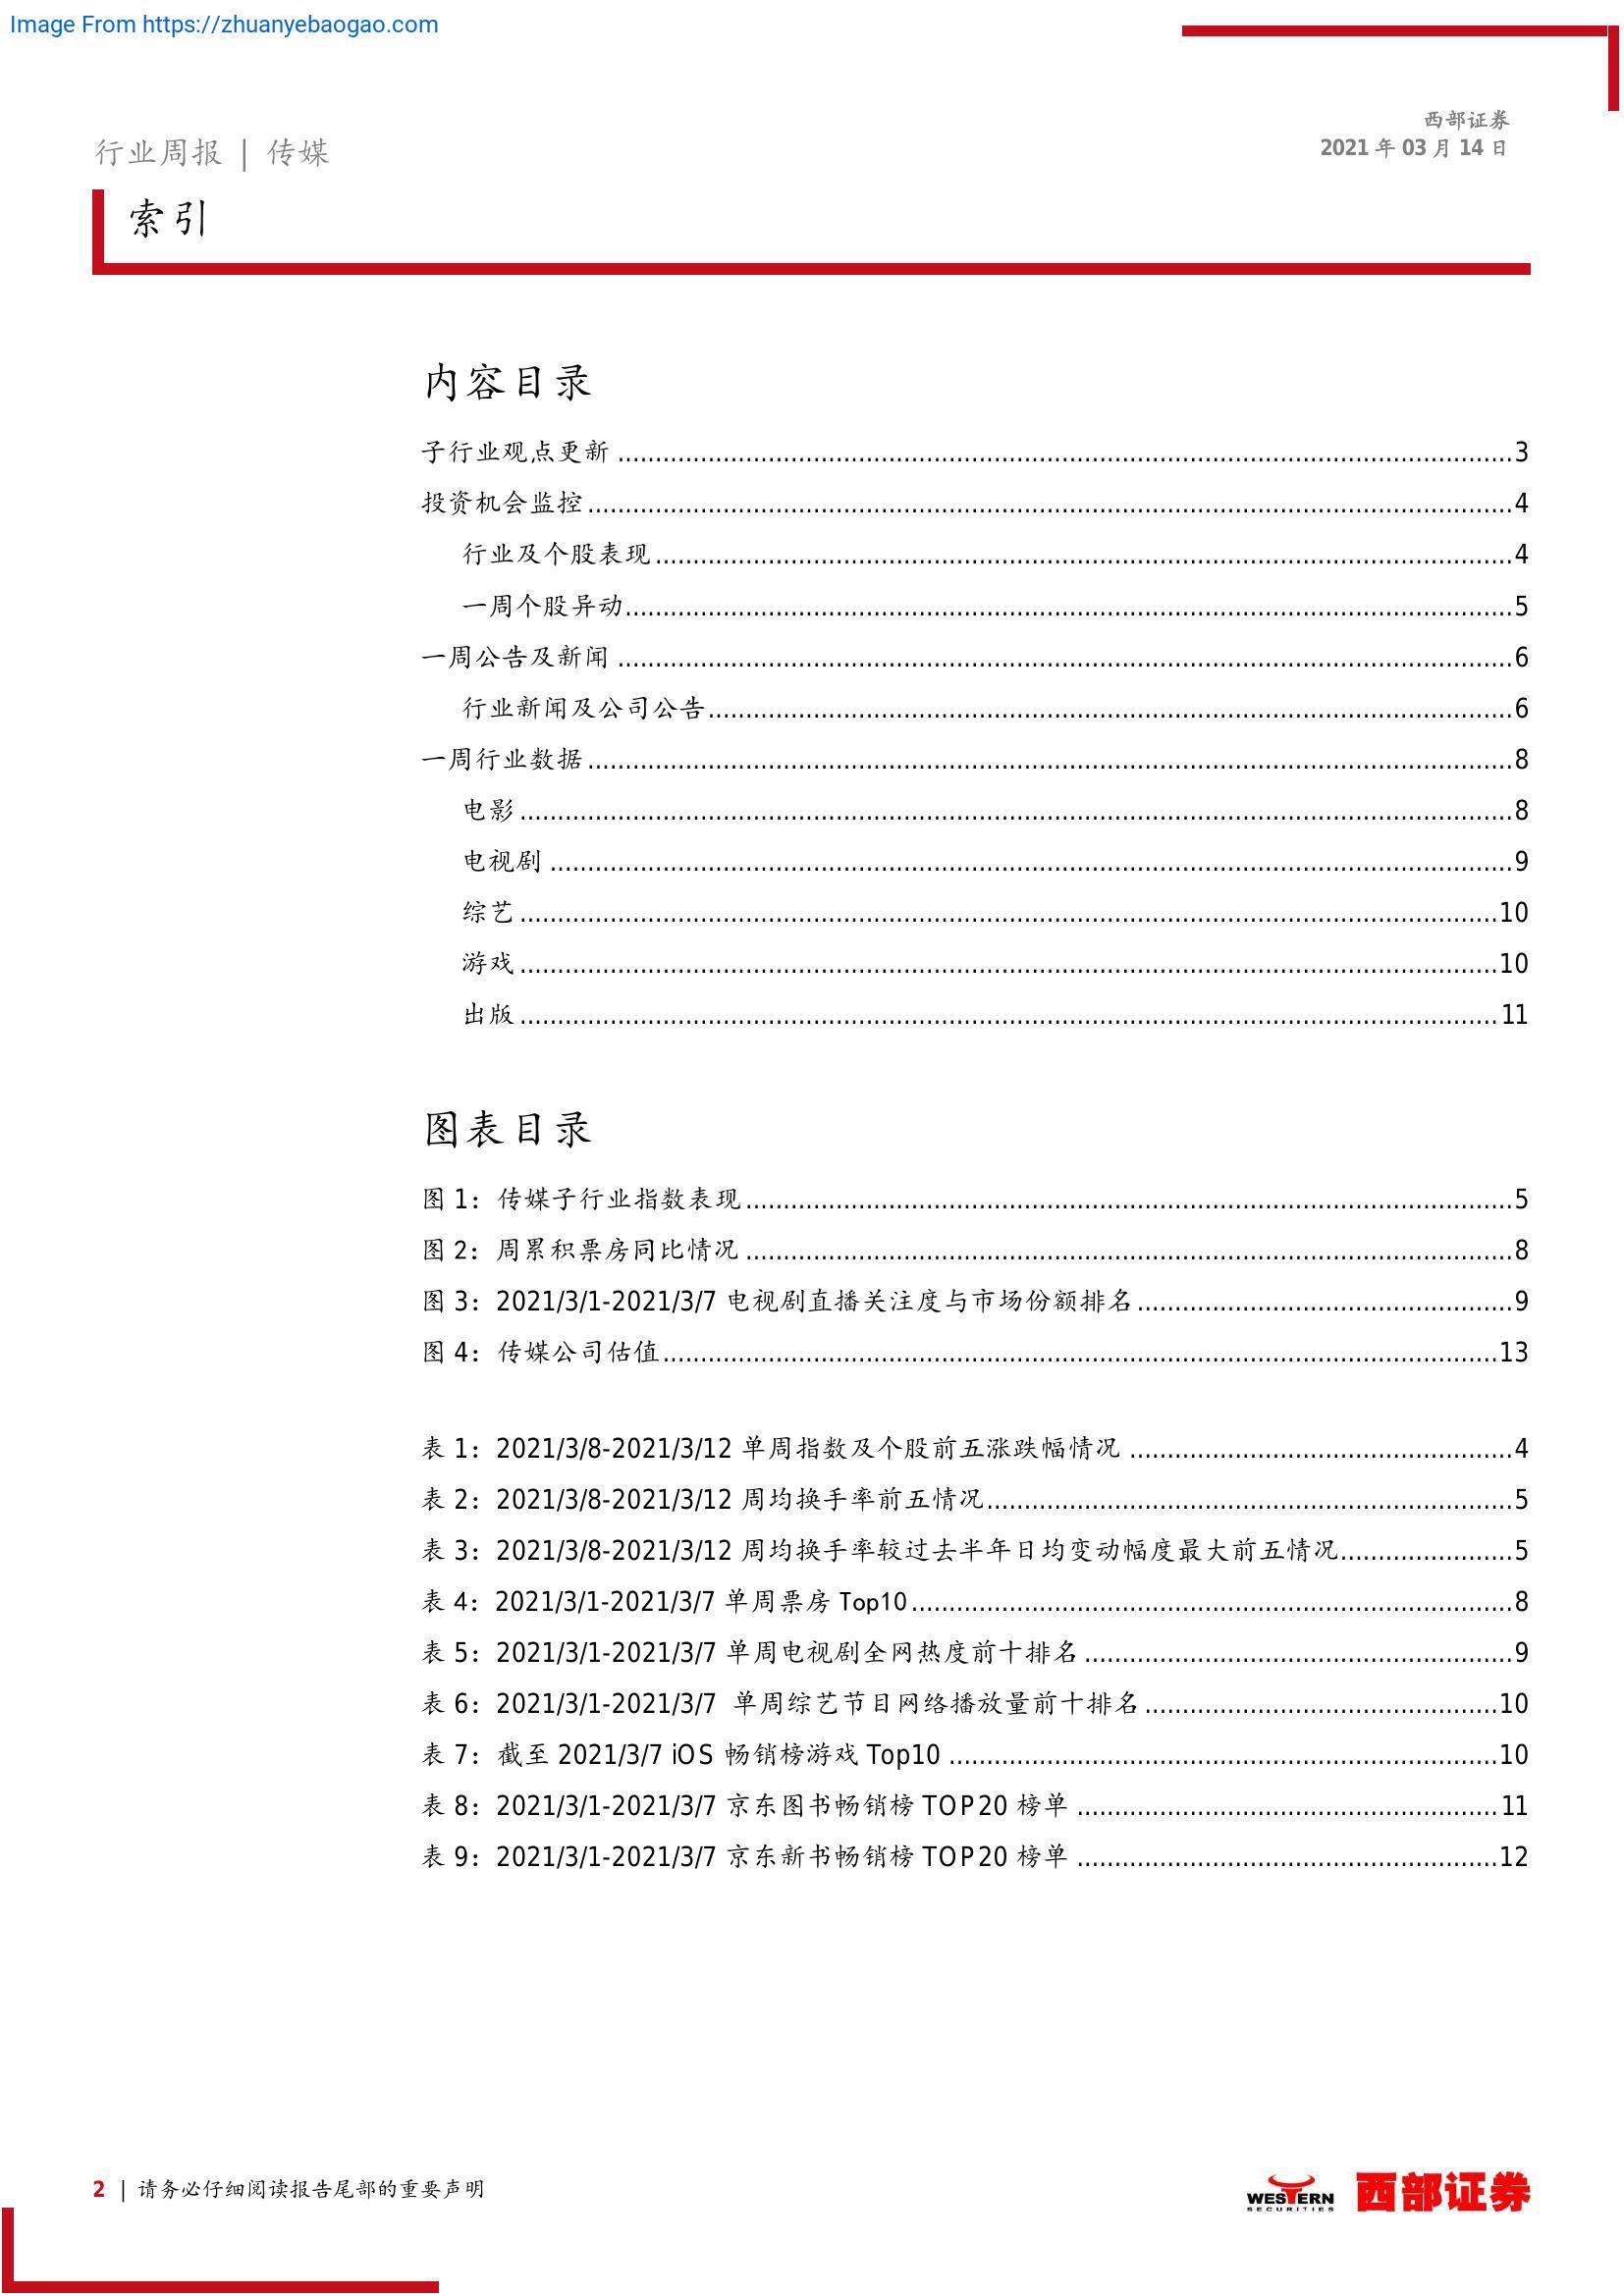 Image From https://zhuanyebaogao.com
行业周报 | 传媒
西部证券
2021 年 03 月 14 日
索引
内容目录
子行业观点更新 ........ 3
投资机会监控 ........ 4
行业及个股表现 ........ 4
一周个股异动 ........ 5
一周公告及新闻 ........ 6
行业新闻及公司公告 ........ 6
一周行业数据 ........ 8
电影 ........ 8
电视剧 ........ 9
综艺 ........ 10
游戏 ........ 10
出版 ........ 11
图表目录
图 1：传媒子行业指数表现 ........ 5
图 2：周累积票房同比情况 ........ 8
图 3：2021/3/1-2021/3/7 电视剧直播关注度与市场份额排名 ........ 9
图 4：传媒公司估值 ........ 13
表 1：2021/3/8-2021/3/12 单周指数及个股前五涨跌幅情况 ........ 4
表 2：2021/3/8-2021/3/12 周均换手率前五情况 ........ 5
表 3：2021/3/8-2021/3/12 周均换手率较过去半年日均变动幅度最大前五情况 ........ 5
表 4：2021/3/1-2021/3/7 单周票房 Top10 ........ 8
表 5：2021/3/1-2021/3/7 单周电视剧全网热度前十排名 ........ 9
表 6：2021/3/1-2021/3/7 单周综艺节目网络播放量前十排名 ........ 10
表 7：截至 2021/3/7 iOS 畅销榜游戏 Top10 ........ 10
表 8：2021/3/1-2021/3/7 京东图书畅销榜 TOP20 榜单 ........ 11
表 9：2021/3/1-2021/3/7 京东新书畅销榜 TOP20 榜单 ........ 12
2 | 请务必仔细阅读报告尾部的重要声明
WESTERN
SECURITIES
西部证券